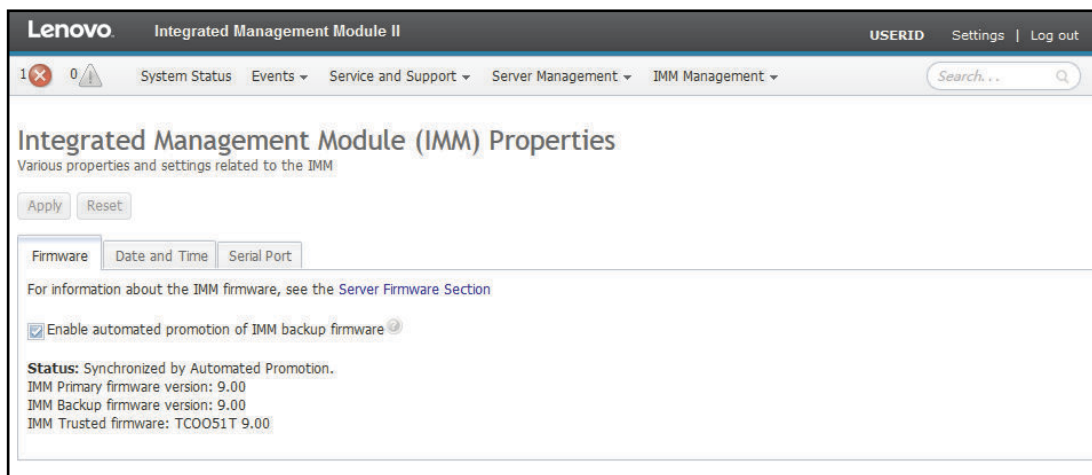 Lenovo. Integrated Management Module II USERID Settings | Log out
1 0 System Status Events Service and Support Server Management IMM Management Search...
Integrated Management Module (IMM) Properties
Various properties and settings related to the IMM
Apply Reset
Firmware Date and Time Serial Port
For information about the IMM firmware, see the Server Firmware Section
Enable automated promotion of IMM backup firmware
Status: Synchronized by Automated Promotion.
IMM Primary firmware version: 9.00
IMM Backup firmware version: 9.00
IMM Trusted firmware: TCOO51T 9.00